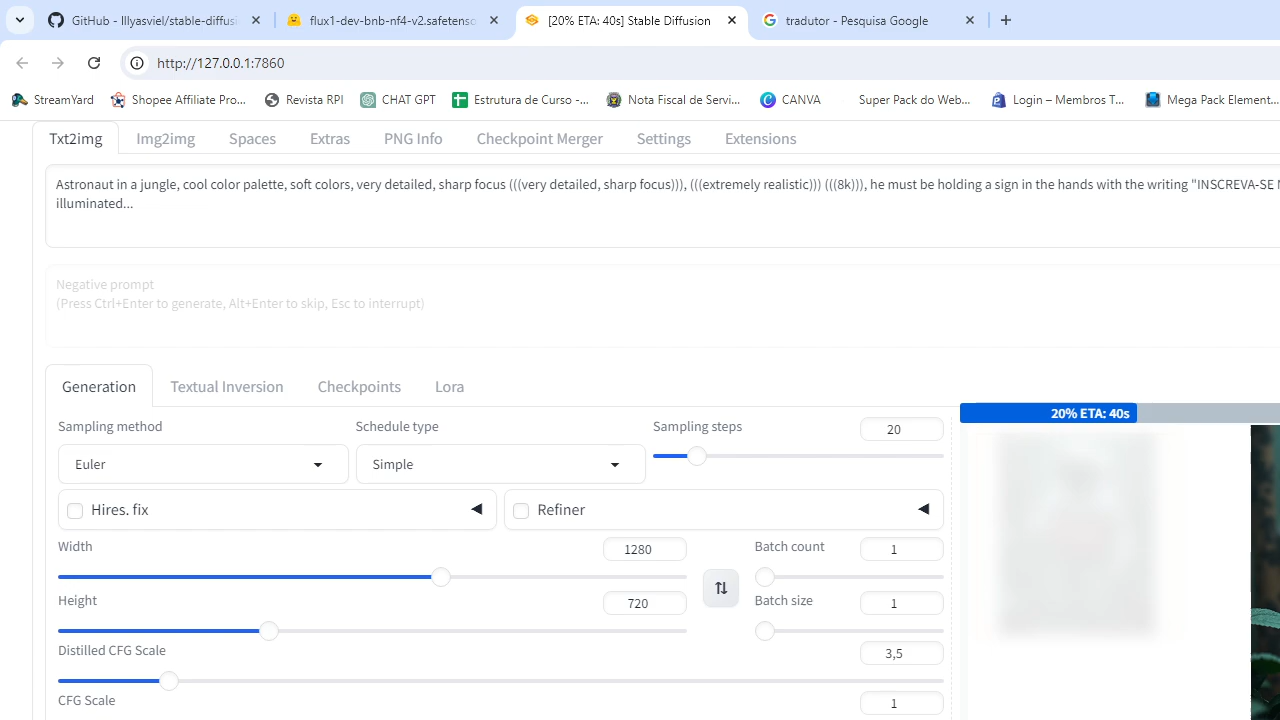 GitHub - lllyasviel/stable-diffus
flux1-dev-bnb-nf4-v2.safetenso
[20% ETA: 40s] Stable Diffusion
tradutor - Pesquisa Google
http://127.0.0.1:7860
StreamYard
Shopee Affiliate Pro...
Revista RPI
CHAT GPT
Estrutura de Curso -...
Nota Fiscal de Servi...
CANVA
Super Pack do Web...
Login – Membros T...
Mega Pack Element...
Txt2img
Img2img
Spaces
Extras
PNG Info
Checkpoint Merger
Settings
Extensions
Astronaut in a jungle, cool color palette, soft colors, very detailed, sharp focus (((very detailed, sharp focus))), (((extremely realistic))) (((8k))), he must be holding a sign in the hands with the writing "INSCREVA-SE
illuminated...
Negative prompt
(Press Ctrl+Enter to generate, Alt+Enter to skip, Esc to interrupt)
Generation
Textual Inversion
Checkpoints
Lora
20% ETA: 40s
Sampling method
Schedule type
Sampling steps
20
Euler
Simple
Hires. fix
Refiner
Width
1280
Batch count
1
Height
720
Batch size
1
Distilled CFG Scale
3,5
CFG Scale
1